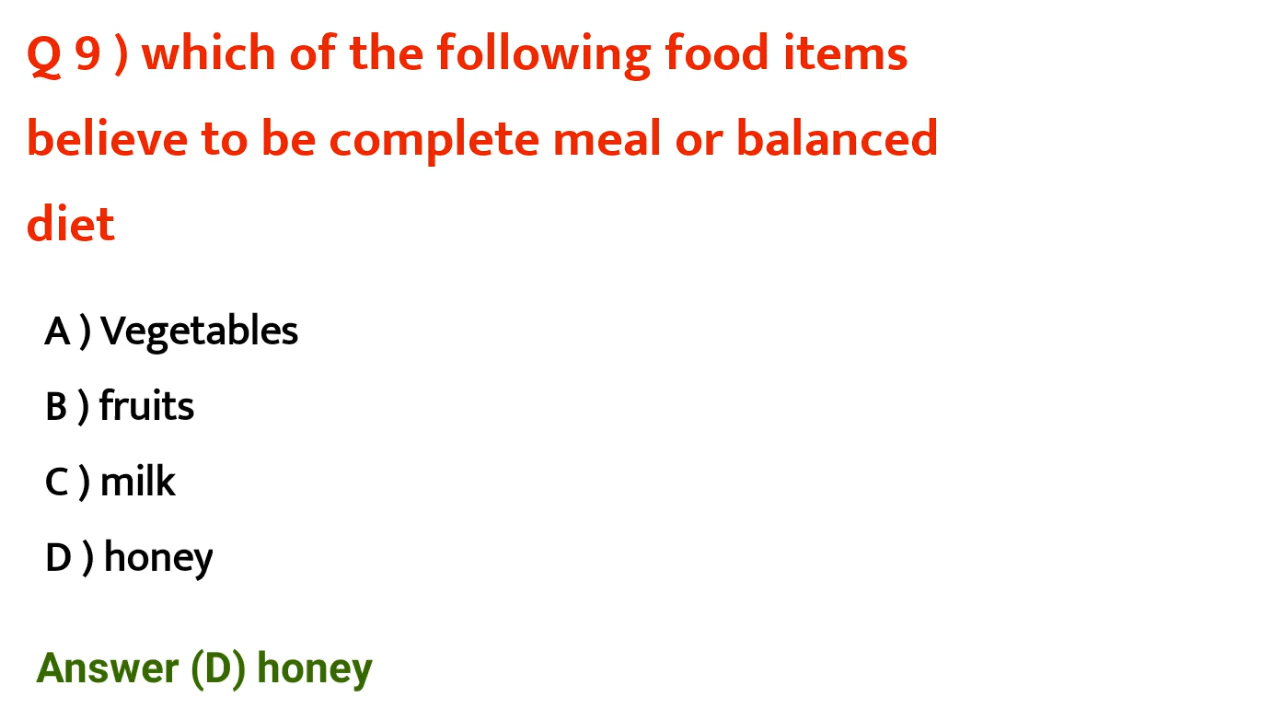 Q 9 ) which of the following food items
believe to be complete meal or balanced
diet
A ) Vegetables
B ) fruits
C ) milk
D ) honey
Answer (D) honey